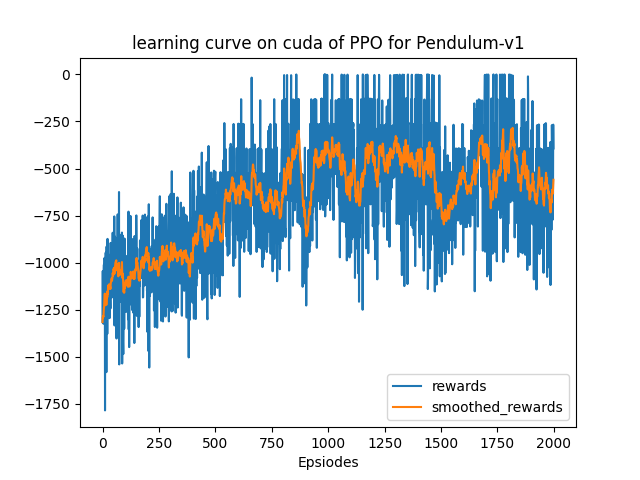 learning curve on cuda of PPO for Pendulum-v1
0
−250
−500
−750
−1000
−1250
−1500
−1750
rewards
smoothed_rewards
0 250 500 750 1000 1250 1500 1750 2000
Epsiodes